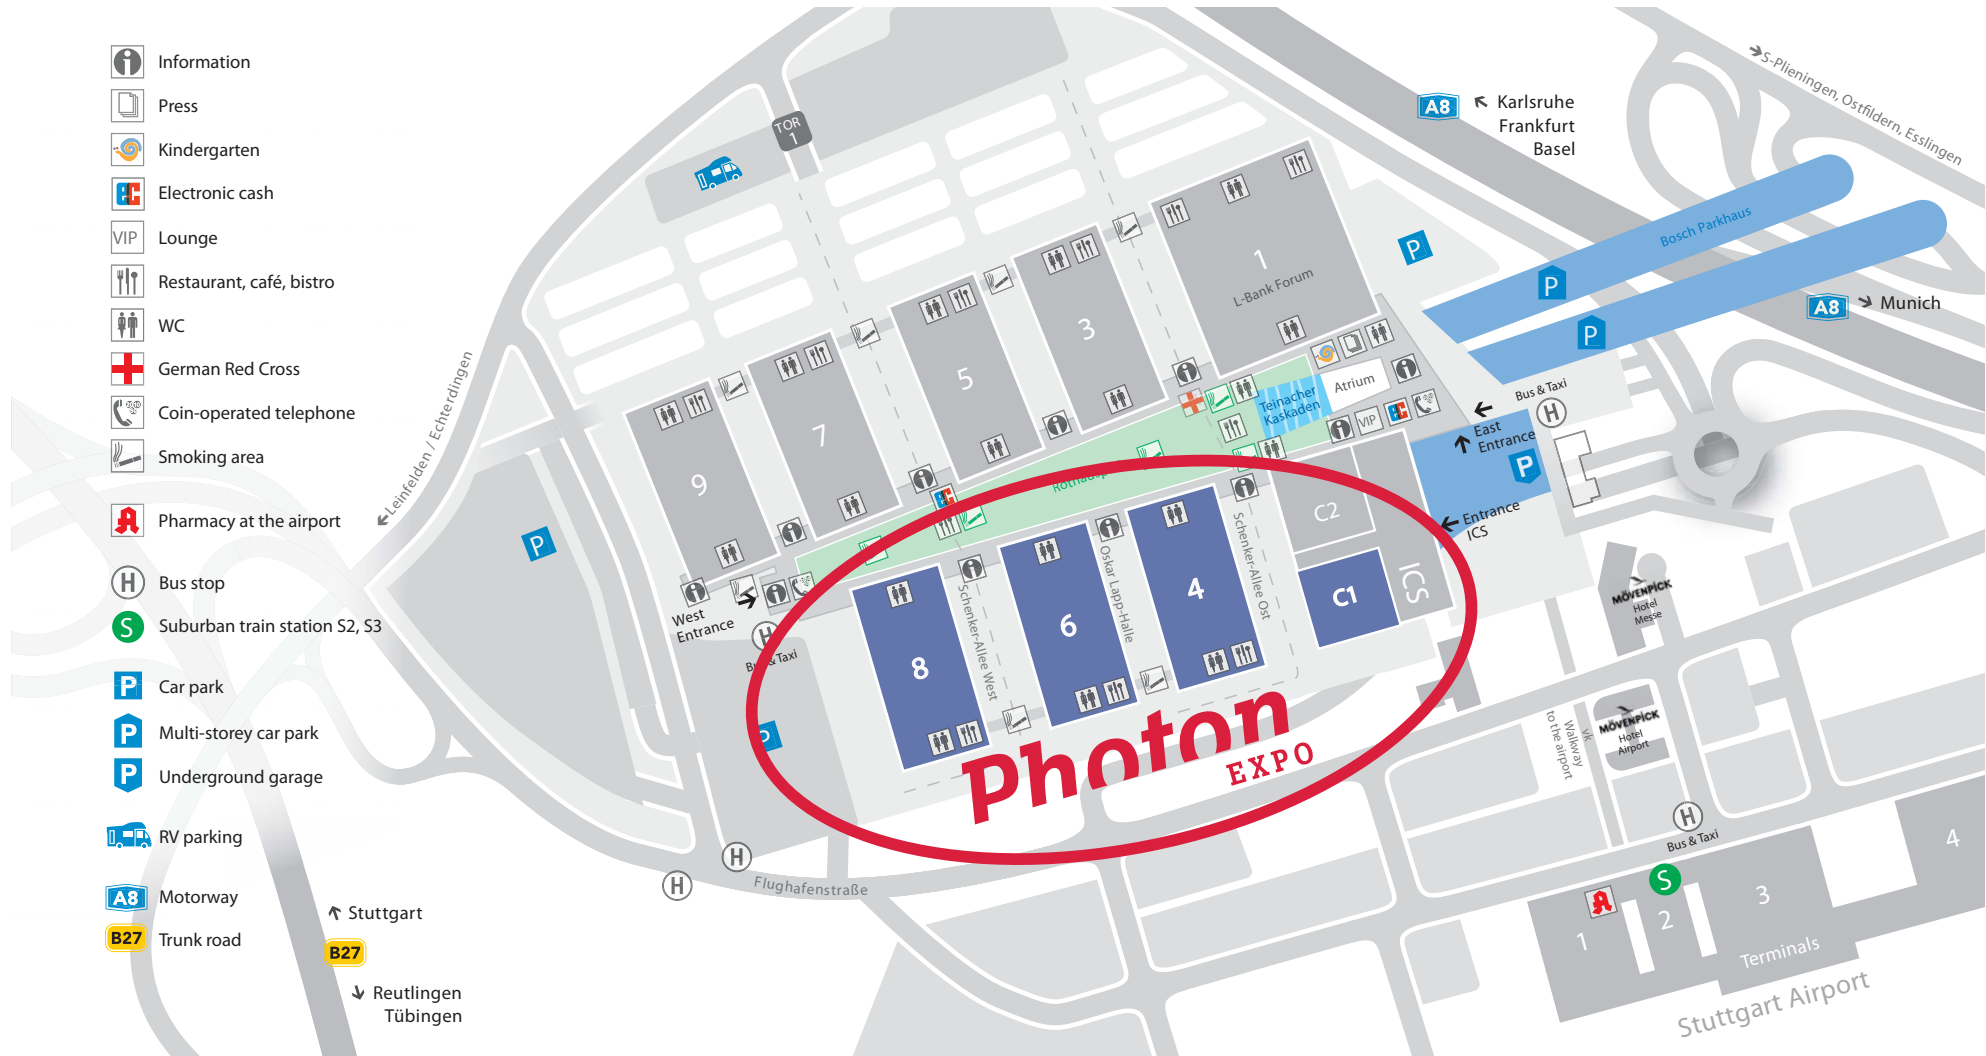 Information
Press
Kindergarten
Electronic cash
VIP
Lounge
Restaurant, café, bistro
WC
German Red Cross
Coin-operated telephone
Smoking area
Pharmacy at the airport
H
Bus stop
S
Suburban train station S2, S3
P
Car park
P
Multi-storey car park
P
Underground garage
RV parking
A8
Motorway
B27
Trunk road
Stuttgart
B27
Reutlingen
Tübingen
Leinfelden / Echterdingen
TOR
1
A8
Karlsruhe
Frankfurt
Basel
S-Plieningen, Ostfildern, Esslingen
Bosch Parkhaus
P
P
P
A8
Munich
1
L-Bank Forum
3
5
7
9
P
Atrium
Teinacher
Kaskaden
VIP
Bus & Taxi
H
East
Entrance
P
Entrance
ICS
West
Entrance
H
Bus & Taxi
8
Schenker-Allee West
6
Oskar Lapp-Halle
4
Schenker-Allee Ost
C2
C1
ICS
Photon
EXPO
MÖVENPICK
Hotel
Messe
MÖVENPICK
Hotel
Airport
Walkway
to the airport
H
Bus & Taxi
S
H
H
Flughafenstraße
1
2
3
4
Terminals
Stuttgart Airport